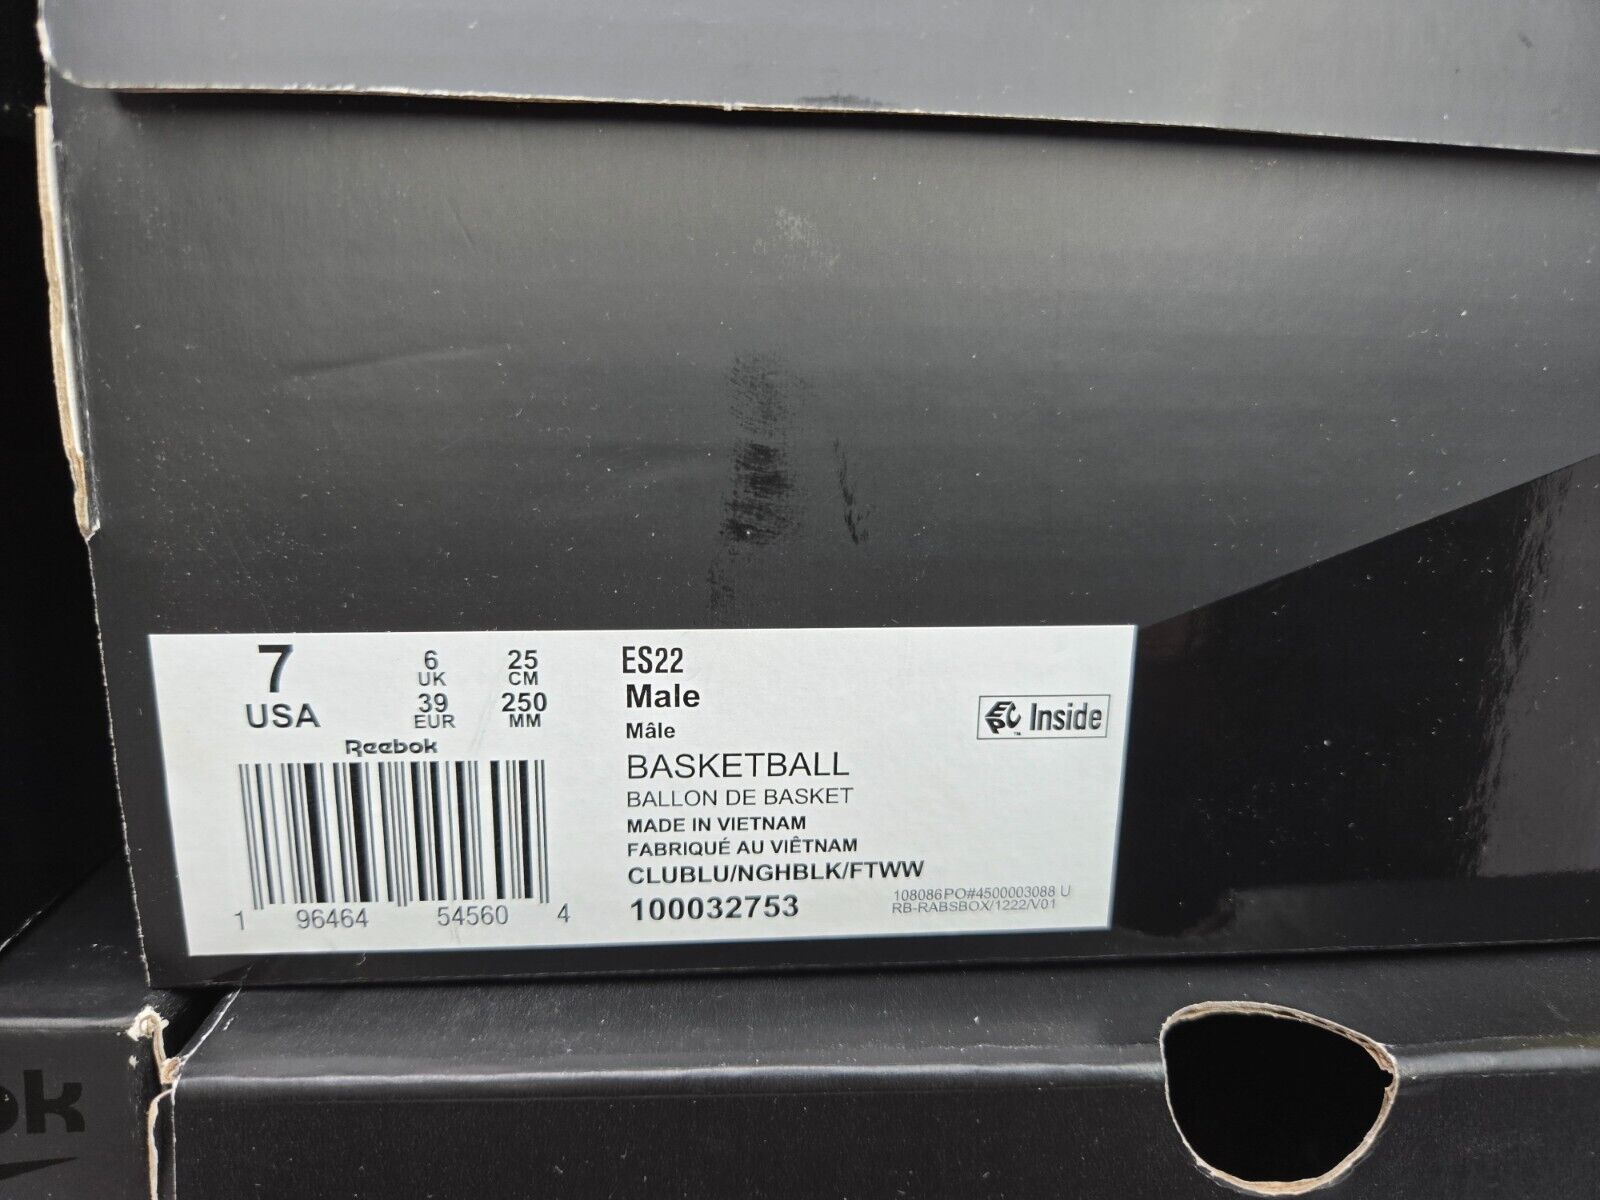 7
USA
6
UK
39
EUR
25
CM
250
MM
Reebok
1 96464 54560 4
ES22
Male
Mâle
BASKETBALL
BALLON DE BASKET
MADE IN VIETNAM
FABRIQUÉ AU VIÊTNAM
CLUBLU/NGHBLK/FTWW
100032753
EPC™ Inside
108086PO#4500003088 U
RB-RABSBOX/1222/V01
ok